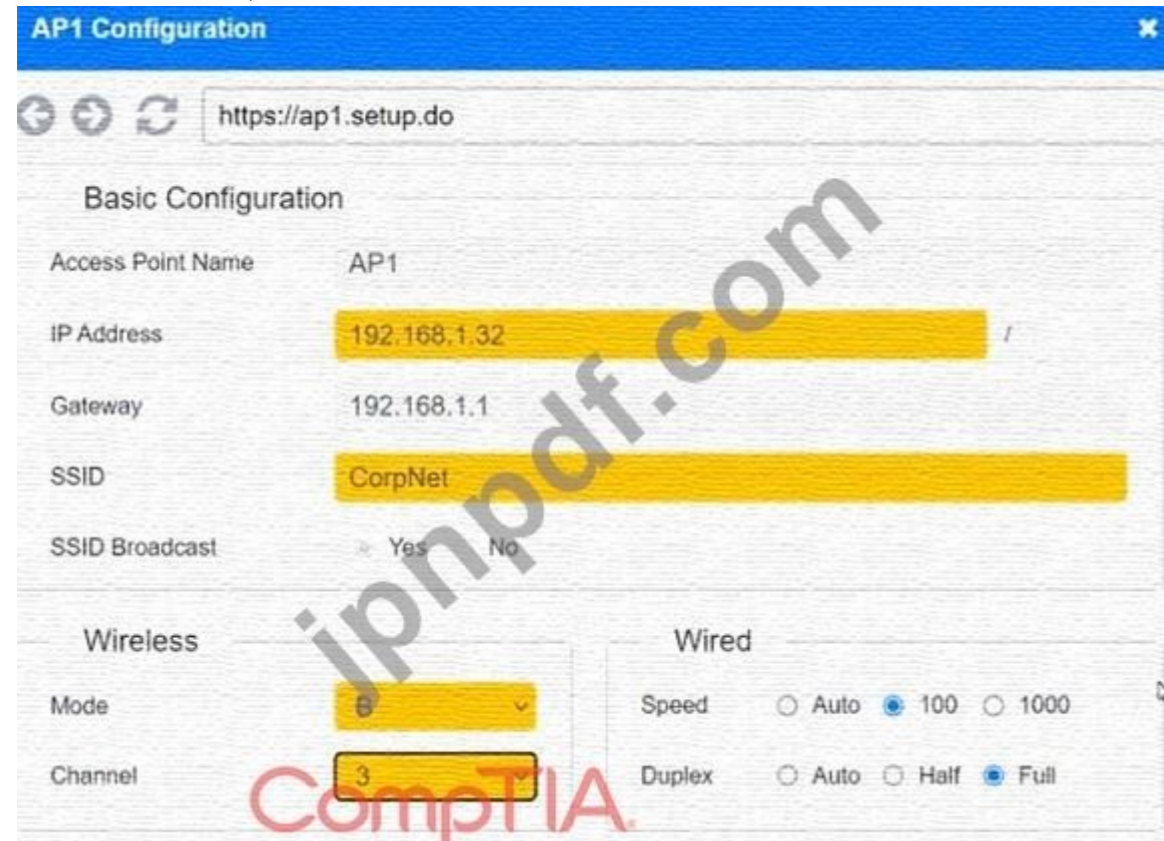 AP1 Configuration
https://ap1.setup.do
Basic Configuration
Access Point Name AP1
IP Address 192.168.1.32 /
Gateway 192.168.1.1
SSID CorpNet
SSID Broadcast Yes No
Wireless
Mode B
Channel 3
Wired
Speed Auto 100 1000
Duplex Auto Half Full
jpnpdf.com
CompTIA.